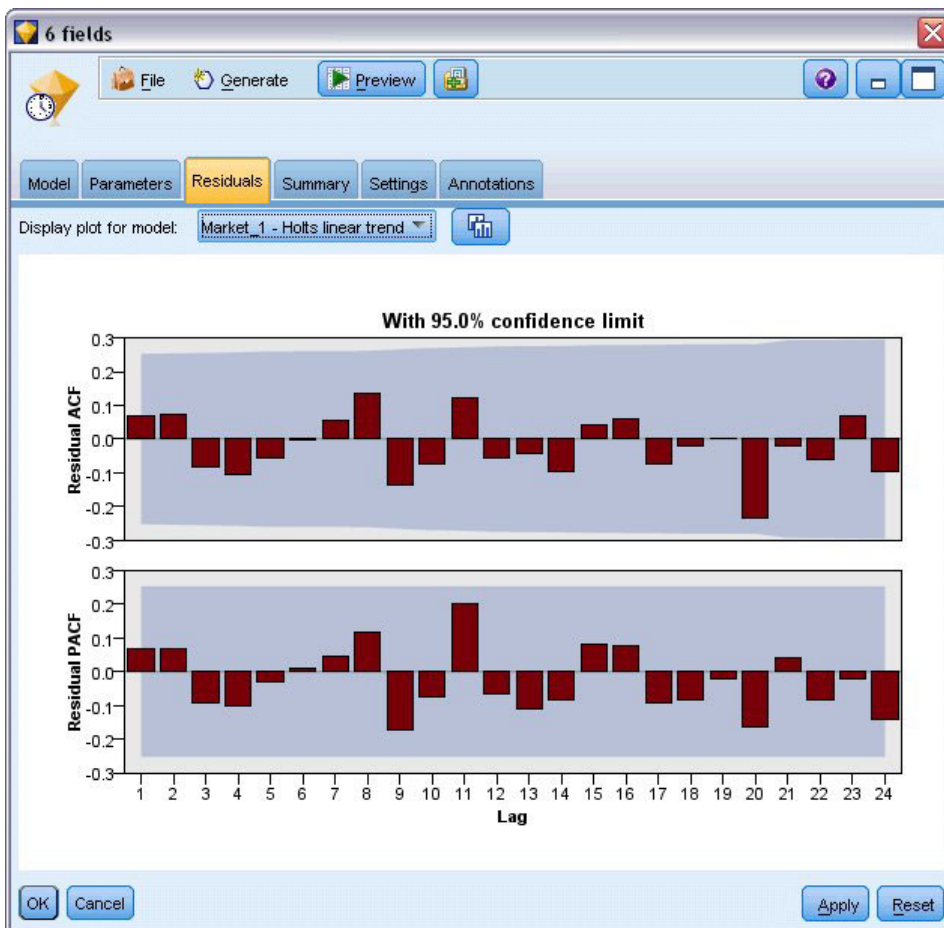 6 fields
File Generate Preview
Model Parameters Residuals Summary Settings Annotations
Display plot for model: Market_1 - Holts linear trend
With 95.0% confidence limit
Residual ACF
0.3
0.2
0.1
0.0
-0.1
-0.2
-0.3
Residual PACF
0.3
0.2
0.1
0.0
-0.1
-0.2
-0.3
1 2 3 4 5 6 7 8 9 10 11 12 13 14 15 16 17 18 19 20 21 22 23 24
Lag
OK Cancel Apply Reset